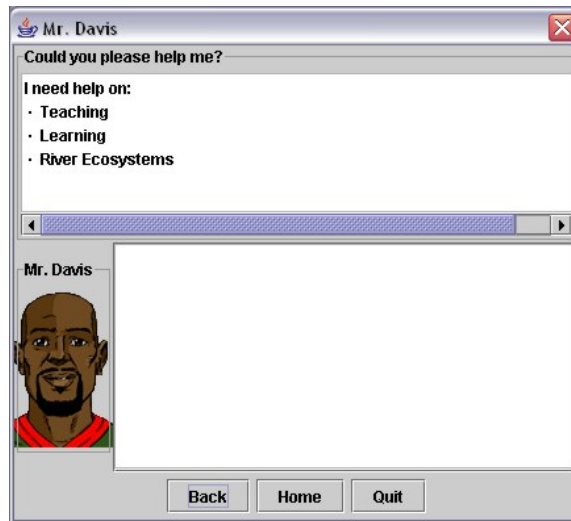 Mr. Davis
Could you please help me?
I need help on:
· Teaching
· Learning
· River Ecosystems
Mr. Davis
Back Home Quit